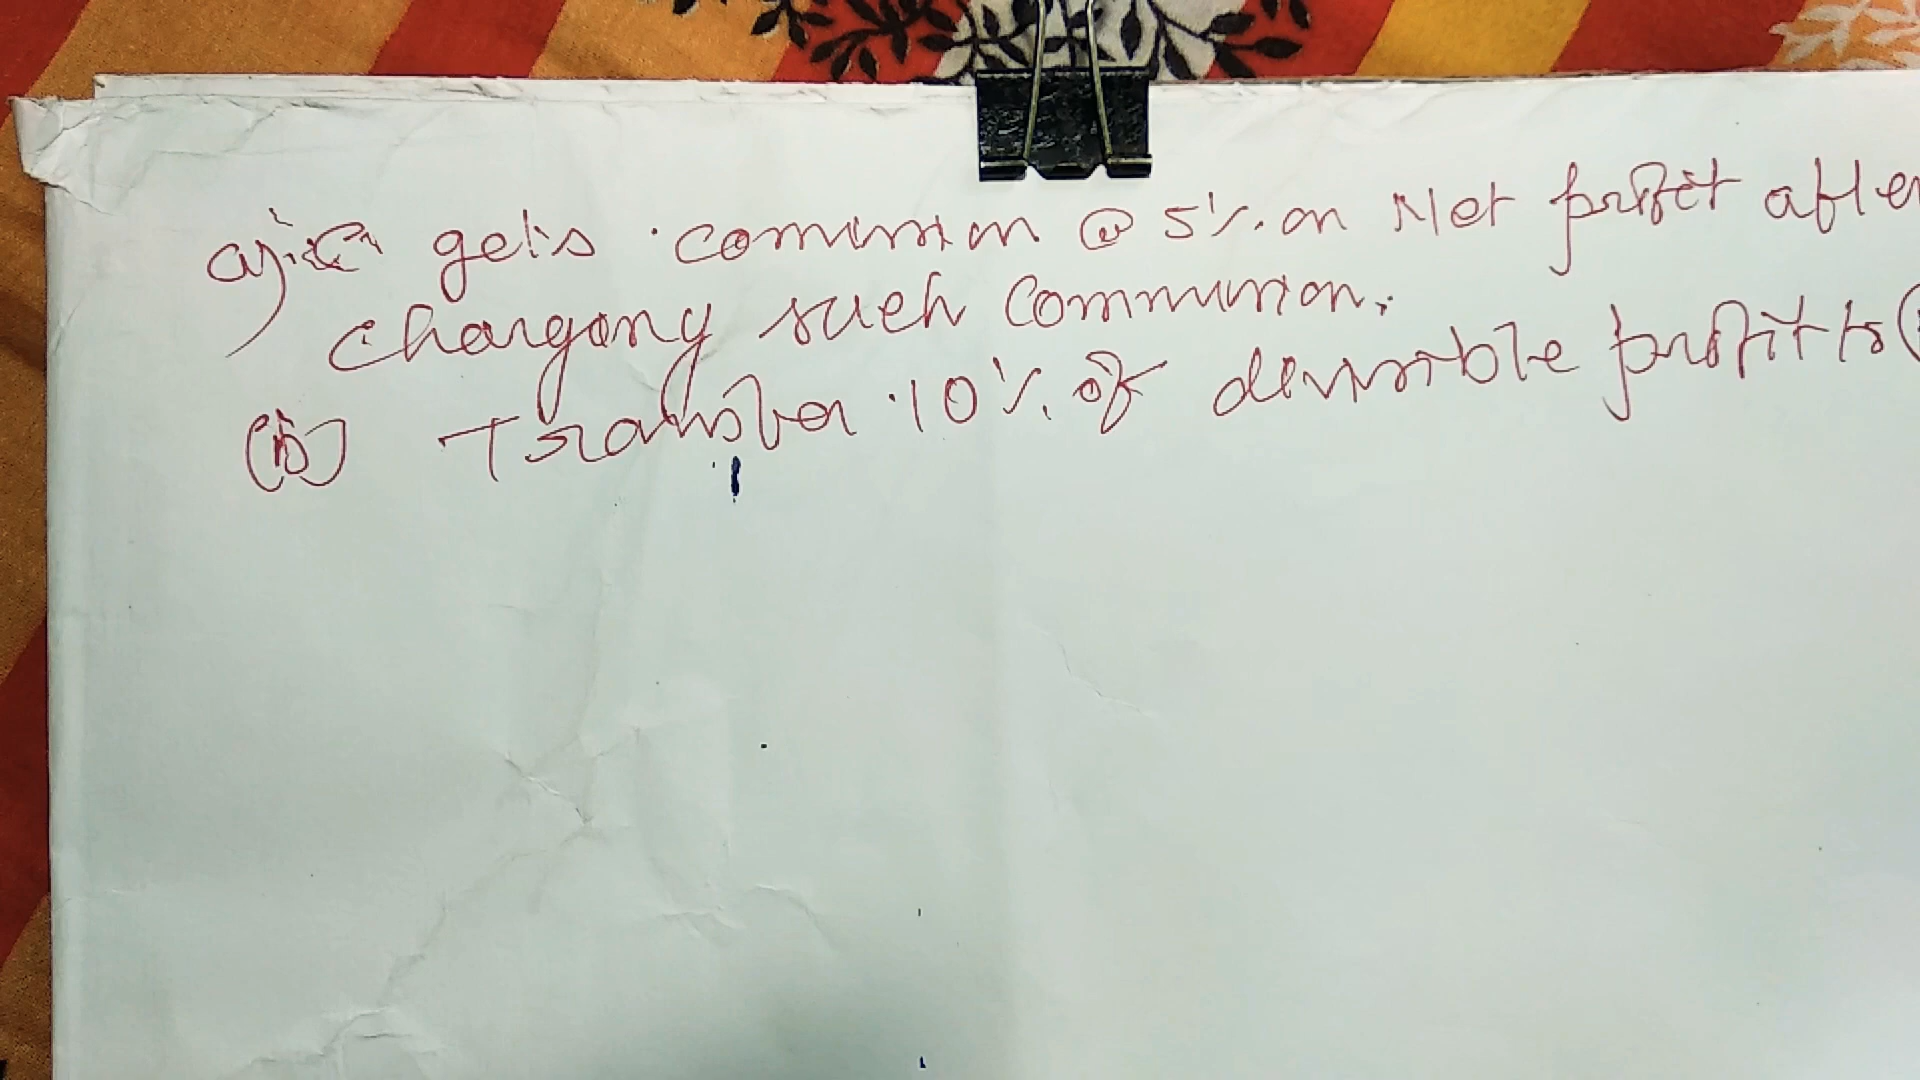 gets commission @ 5% on Net profit after
charging such commission.
Transfer 10% of divisible profit to